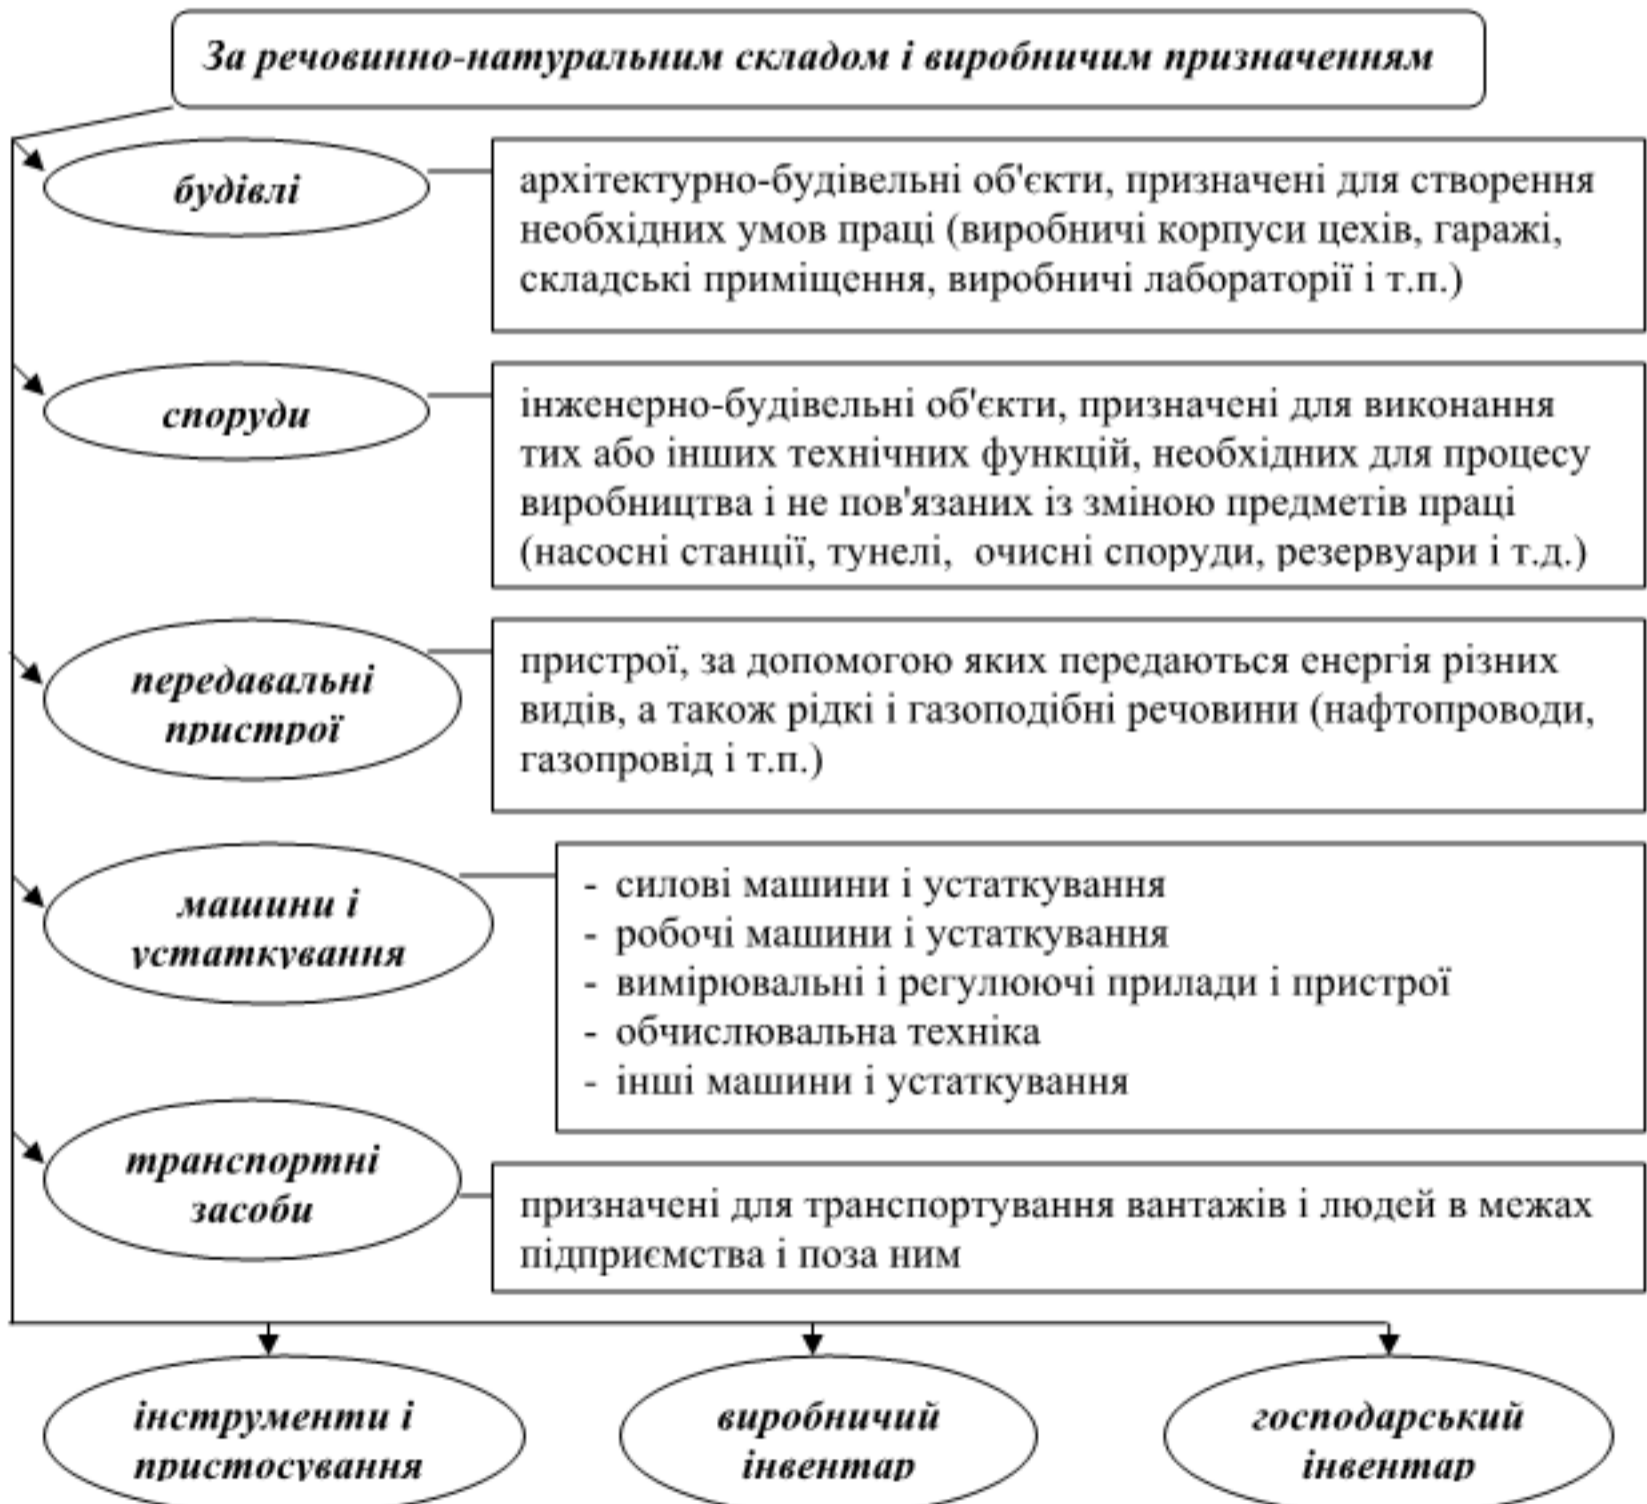 За речовинно-натуральним складом і виробничим призначенням
будівлі
архітектурно-будівельні об'єкти, призначені для створення
необхідних умов праці (виробничі корпуси цехів, гаражі,
складські приміщення, виробничі лабораторії і т.п.)
споруди
інженерно-будівельні об'єкти, призначені для виконання
тих або інших технічних функцій, необхідних для процесу
виробництва і не пов'язаних із зміною предметів праці
(насосні станції, тунелі, очисні споруди, резервуари і т.д.)
передавальні
пристрої
пристрої, за допомогою яких передаються енергія різних
видів, а також рідкі і газоподібні речовини (нафтопроводи,
газопровід і т.п.)
машини і
устаткування
- силові машини і устаткування
- робочі машини і устаткування
- вимірювальні і регулюючі прилади і пристрої
- обчислювальна техніка
- інші машини і устаткування
транспортні
засоби
призначені для транспортування вантажів і людей в межах
підприємства і поза ним
інструменти і
пристосування
виробничий
інвентар
господарський
інвентар